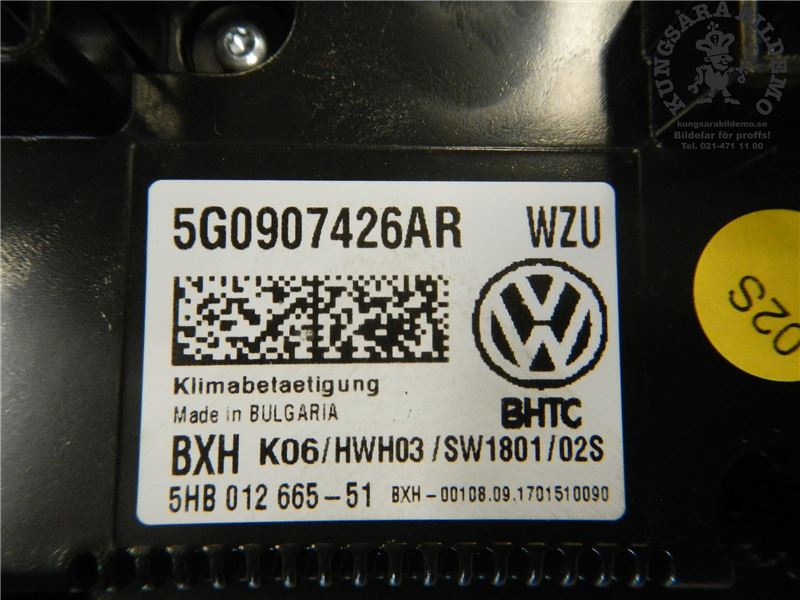 KUNGSÅRA BILDEMO
kungsarabildemo.se
Bildelar för proffs!
Tel. 021-471 11 00
5G0907426AR WZU
Klimabetaetigung
Made in BULGARIA
BHTC
BXH K06/HWH03/SW1801/02S
5HB 012 665-51 BXH-00108.09.1701510090
02S